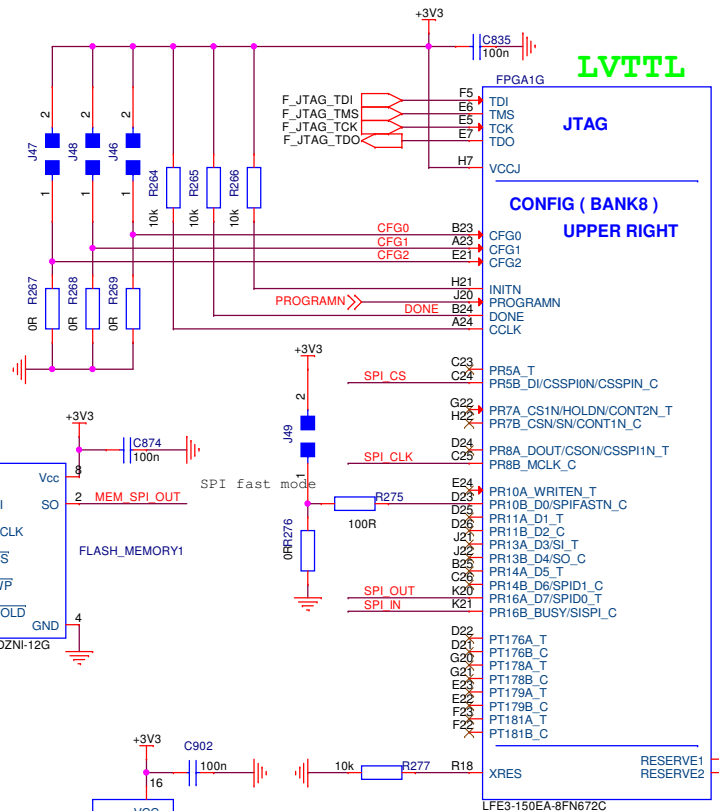 +3V3
C835
100n
LVTTL
FPGA1G
F_JTAG_TDI F5 TDI
F_JTAG_TMS E6 TMS
F_JTAG_TCK E5 TCK
F_JTAG_TDO E7 TDO
JTAG
H7 VCCJ
2 2 2
J47 J48 J46
1 1 1
R264 R265 R266
10k 10k 10k
CONFIG ( BANK8 )
UPPER RIGHT
CFG0 B23 CFG0
CFG1 A23 CFG1
CFG2 E21 CFG2
R267 R268 R269
0R 0R 0R
H21 INITN
PROGRAMN J20 PROGRAMN
DONE B24 DONE
A24 CCLK
+3V3
C23 PR5A_T
SPI_CS C24 PR5B_DI/CSSPI0N/CSSPIN_C
2
J49
1
G22 PR7A_CS1N/HOLDN/CONT2N_T
H22 PR7B_CSN/SN/CONT1N_C
D24 PR8A_DOUT/CSON/CSSPI1N_T
SPI_CLK C25 PR8B_MCLK_C
+3V3
C874
100n
SPI fast mode
E24 PR10A_WRITEN_T
R275 D23 PR10B_D0/SPIFASTN_C
100R
D25 PR11A_D1_T
D26 PR11B_D2_C
J21 PR13A_D3/SI_T
J22 PR13B_D4/SO_C
B25 PR14A_D5_T
C26 PR14B_D6/SPID1_C
SPI_OUT K20 PR16A_D7/SPID0_T
SPI_IN K21 PR16B_BUSY/SISPI_C
R276
0R
8
Vcc
I SO 2 MEM_SPI_OUT
CLK
S
FLASH_MEMORY1
WP
OLD
GND 4
DZNI-12G
D22 PT176A_T
D21 PT176B_C
G20 PT178A_T
G21 PT178B_C
E23 PT179A_T
E22 PT179B_C
F23 PT181A_T
F22 PT181B_C
+3V3
C902
100n
16
VCC
10k R277 R18 XRES
RESERVE1
RESERVE2
LFE3-150EA-8FN672C